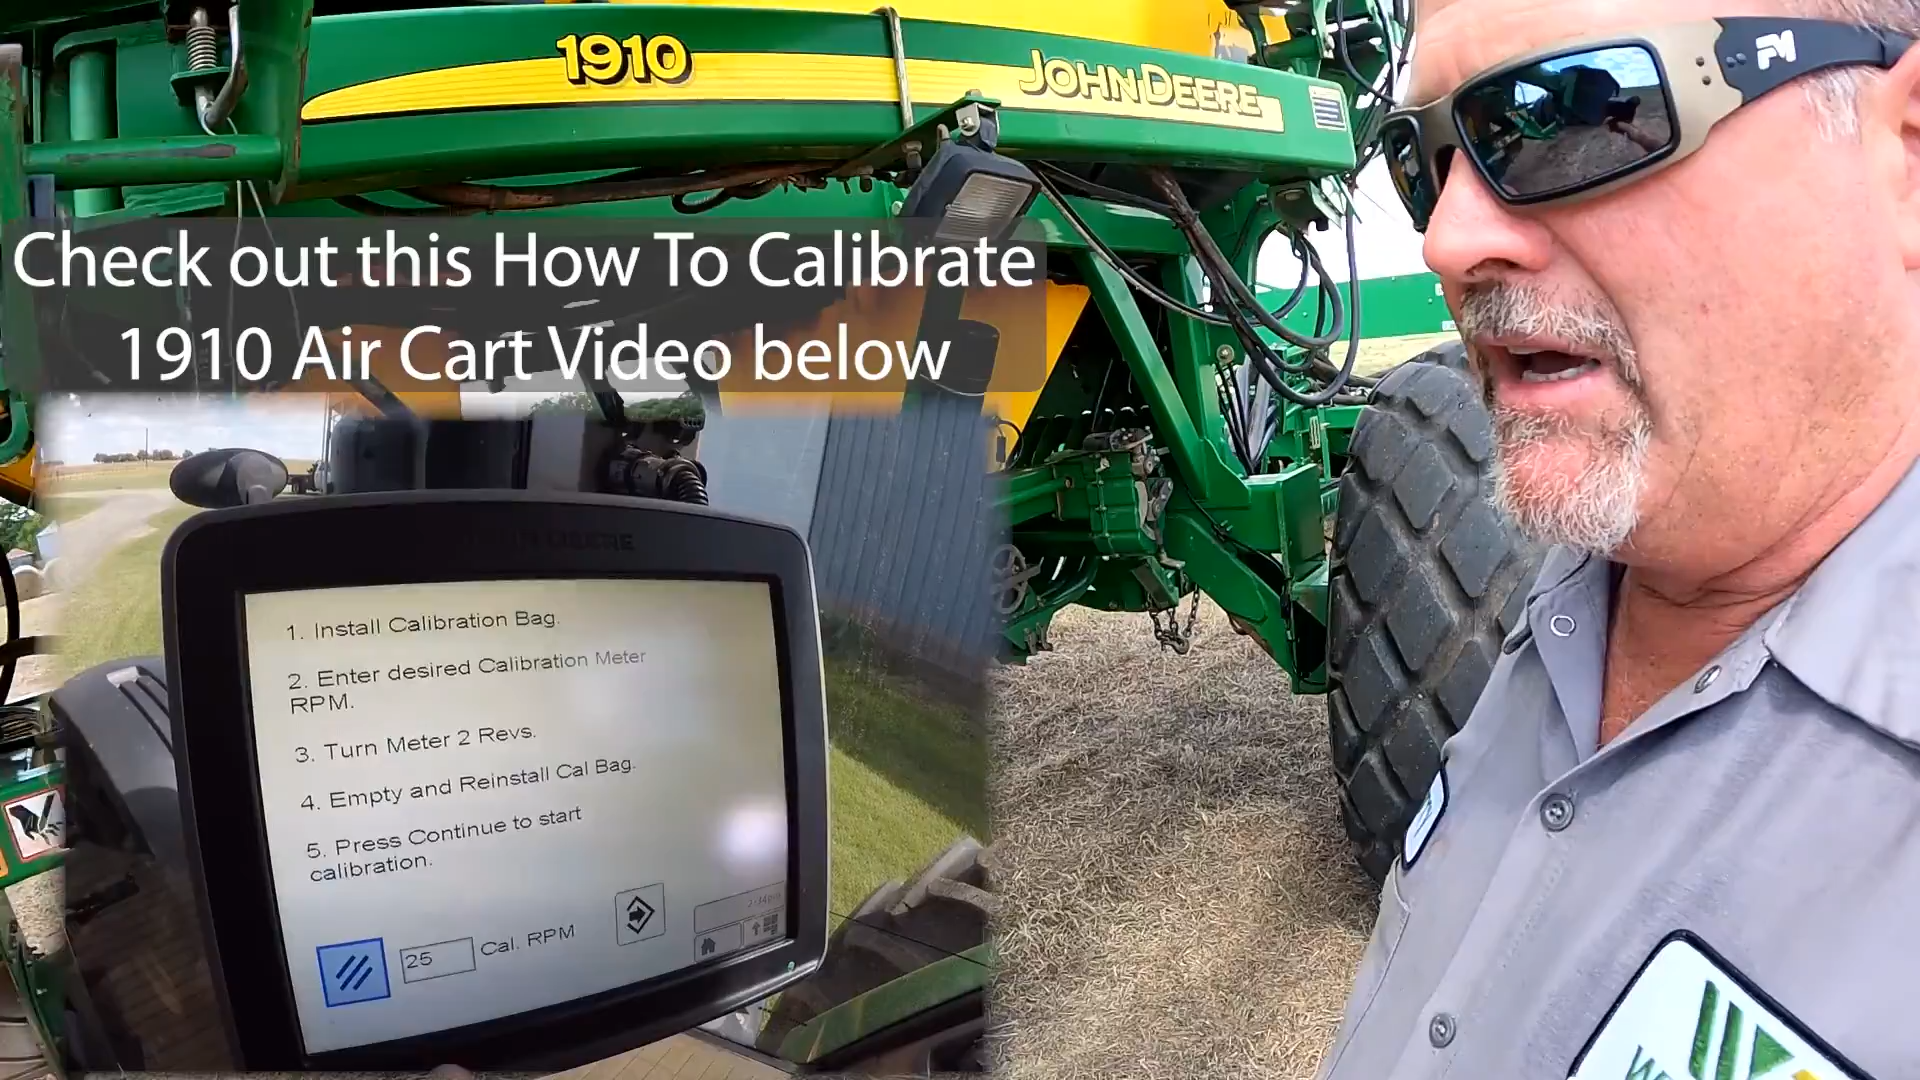 1910
JOHN DEERE
Check out this How To Calibrate
1910 Air Cart Video below
1. Install Calibration Bag.
2. Enter desired Calibration Meter
RPM.
3. Turn Meter 2 Revs.
4. Empty and Reinstall Cal Bag.
5. Press Continue to start
calibration.
25 Cal. RPM